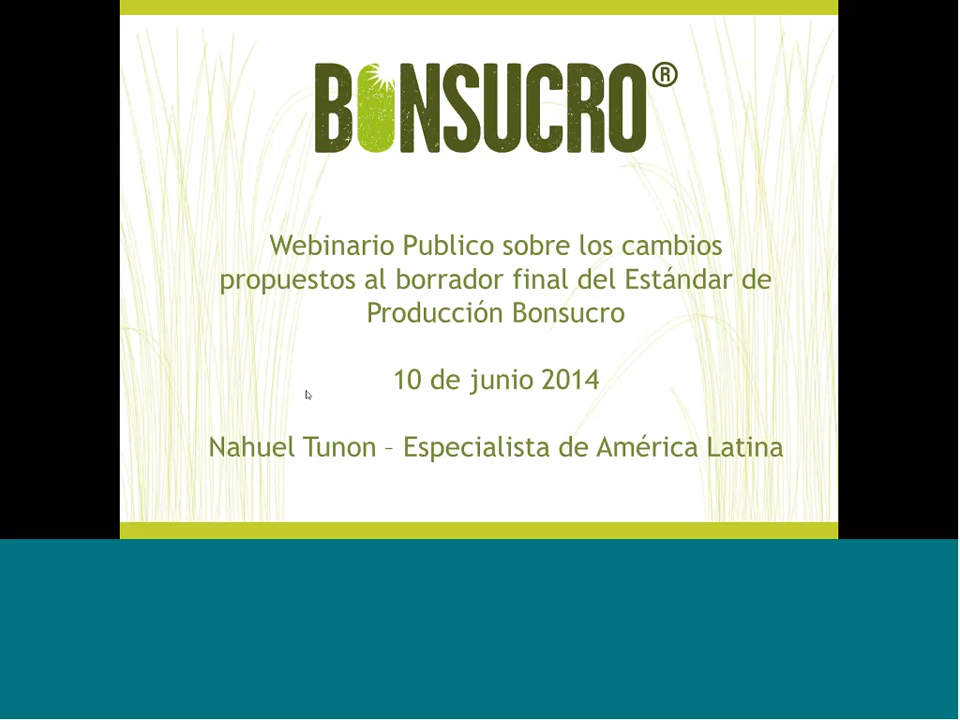 BONSUCRO®
Webinario Publico sobre los cambios
propuestos al borrador final del Estándar de
Producción Bonsucro
10 de junio 2014
Nahuel Tunon – Especialista de América Latina